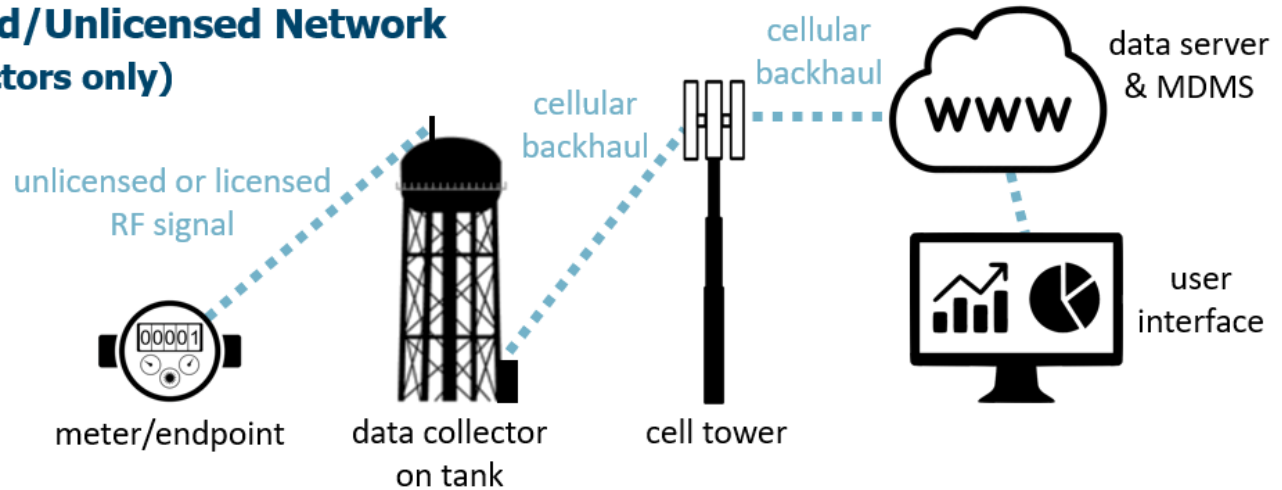 d/Unlicensed Network
ctors only)
cellular
backhaul
data server
& MDMS
WWW
cellular
backhaul
unlicensed or licensed
RF signal
00001
user
interface
meter/endpoint
data collector
on tank
cell tower